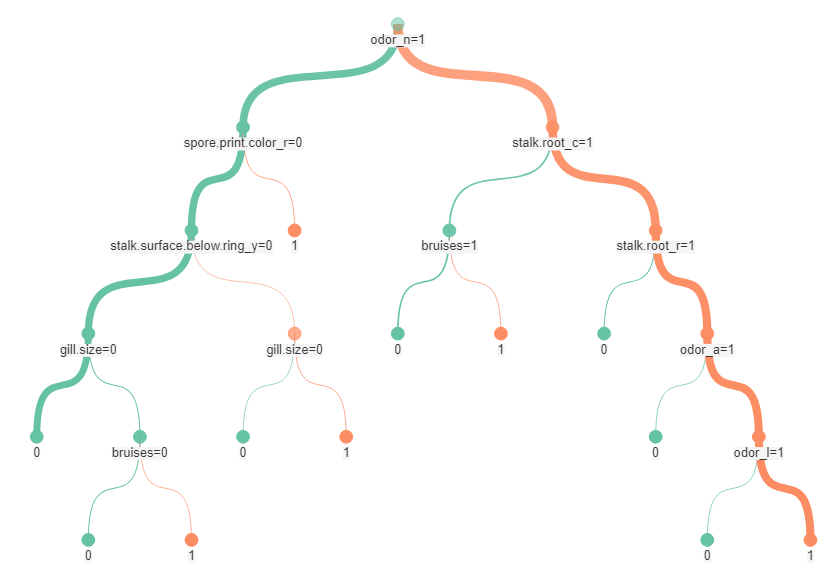 odor_n=1
spore.print.color_r=0
stalk.root_c=1
stalk.surface.below.ring_y=0
1
bruises=1
stalk.root_r=1
gill.size=0
gill.size=0
0
1
0
odor_a=1
0
bruises=0
0
1
0
odor_l=1
0
1
0
1